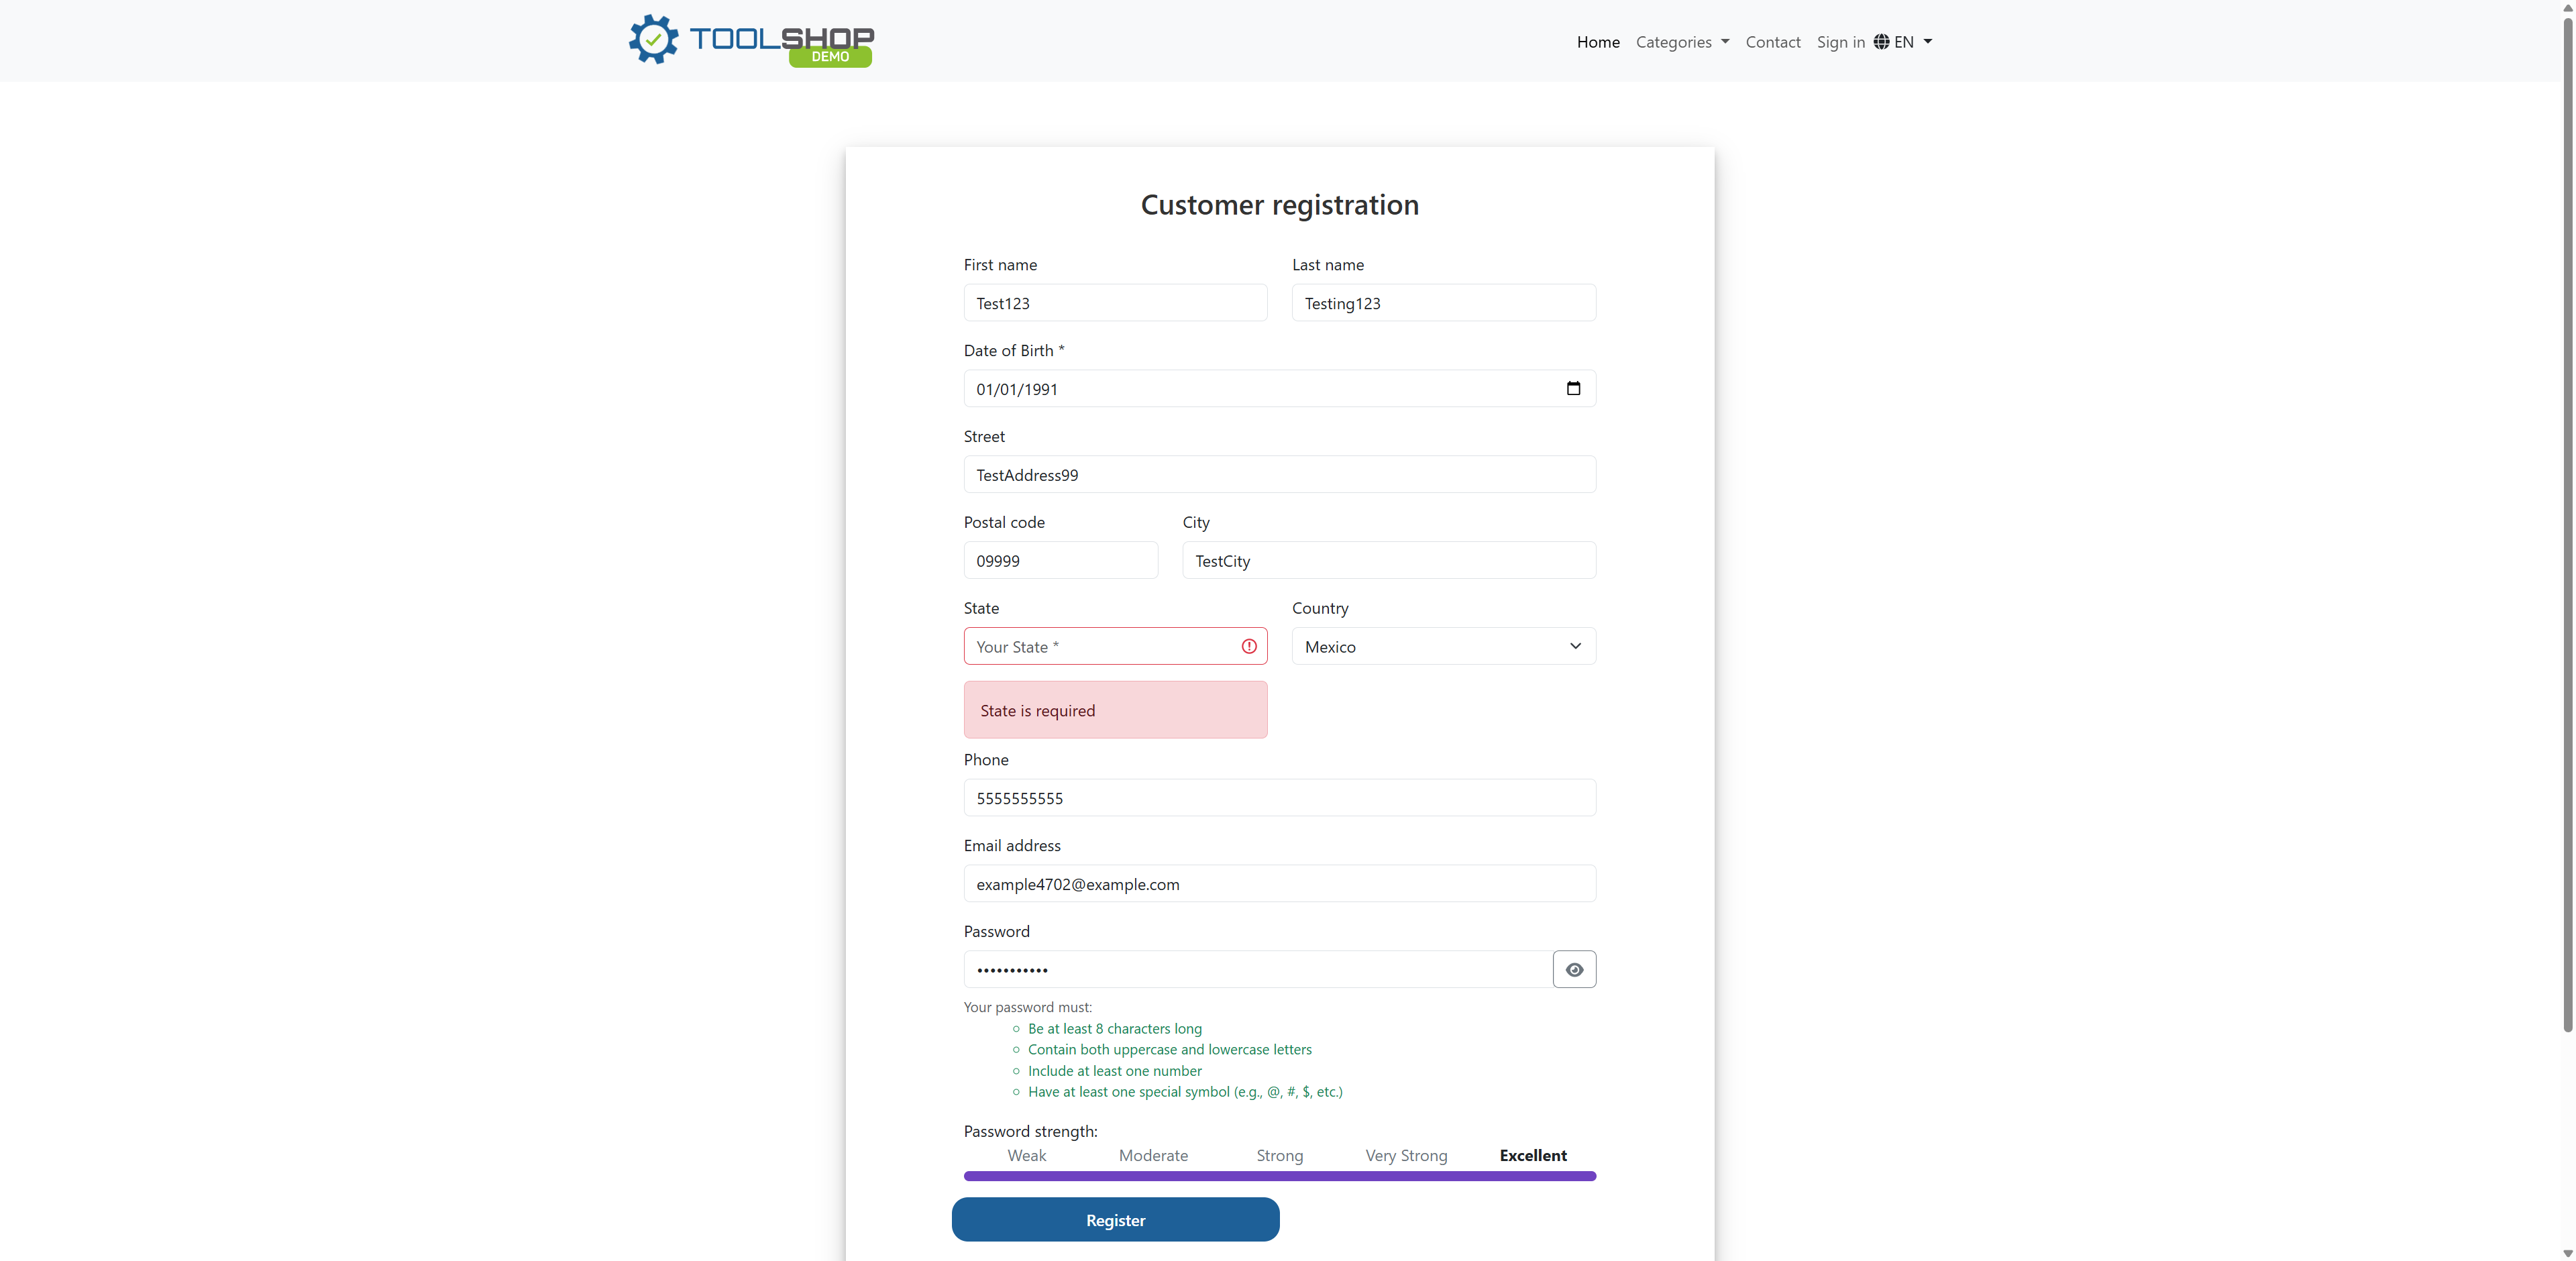 TOOLSHOP
DEMO
Home Categories Contact Sign in EN
Customer registration
First name Last name
Test123 Testing123
Date of Birth *
01/01/1991
Street
TestAddress99
Postal code City
09999 TestCity
State Country
Your State * Mexico
State is required
Phone
5555555555
Email address
example4702@example.com
Password
•••••••••••
Your password must:
Be at least 8 characters long
Contain both uppercase and lowercase letters
Include at least one number
Have at least one special symbol (e.g., @, #, $, etc.)
Password strength:
Weak Moderate Strong Very Strong Excellent
Register